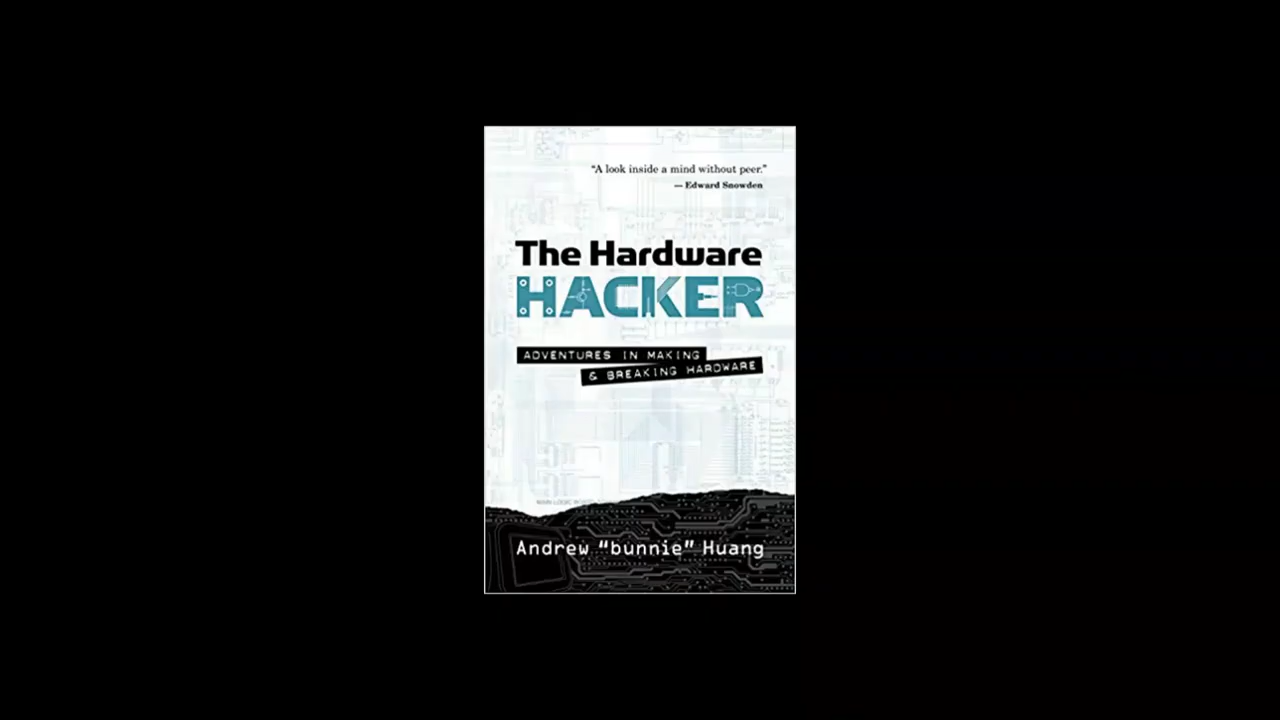 “A look inside a mind without peer.”
— Edward Snowden
The Hardware
HACKER
ADVENTURES IN MAKING
& BREAKING HARDWARE
Andrew “bunnie” Huang